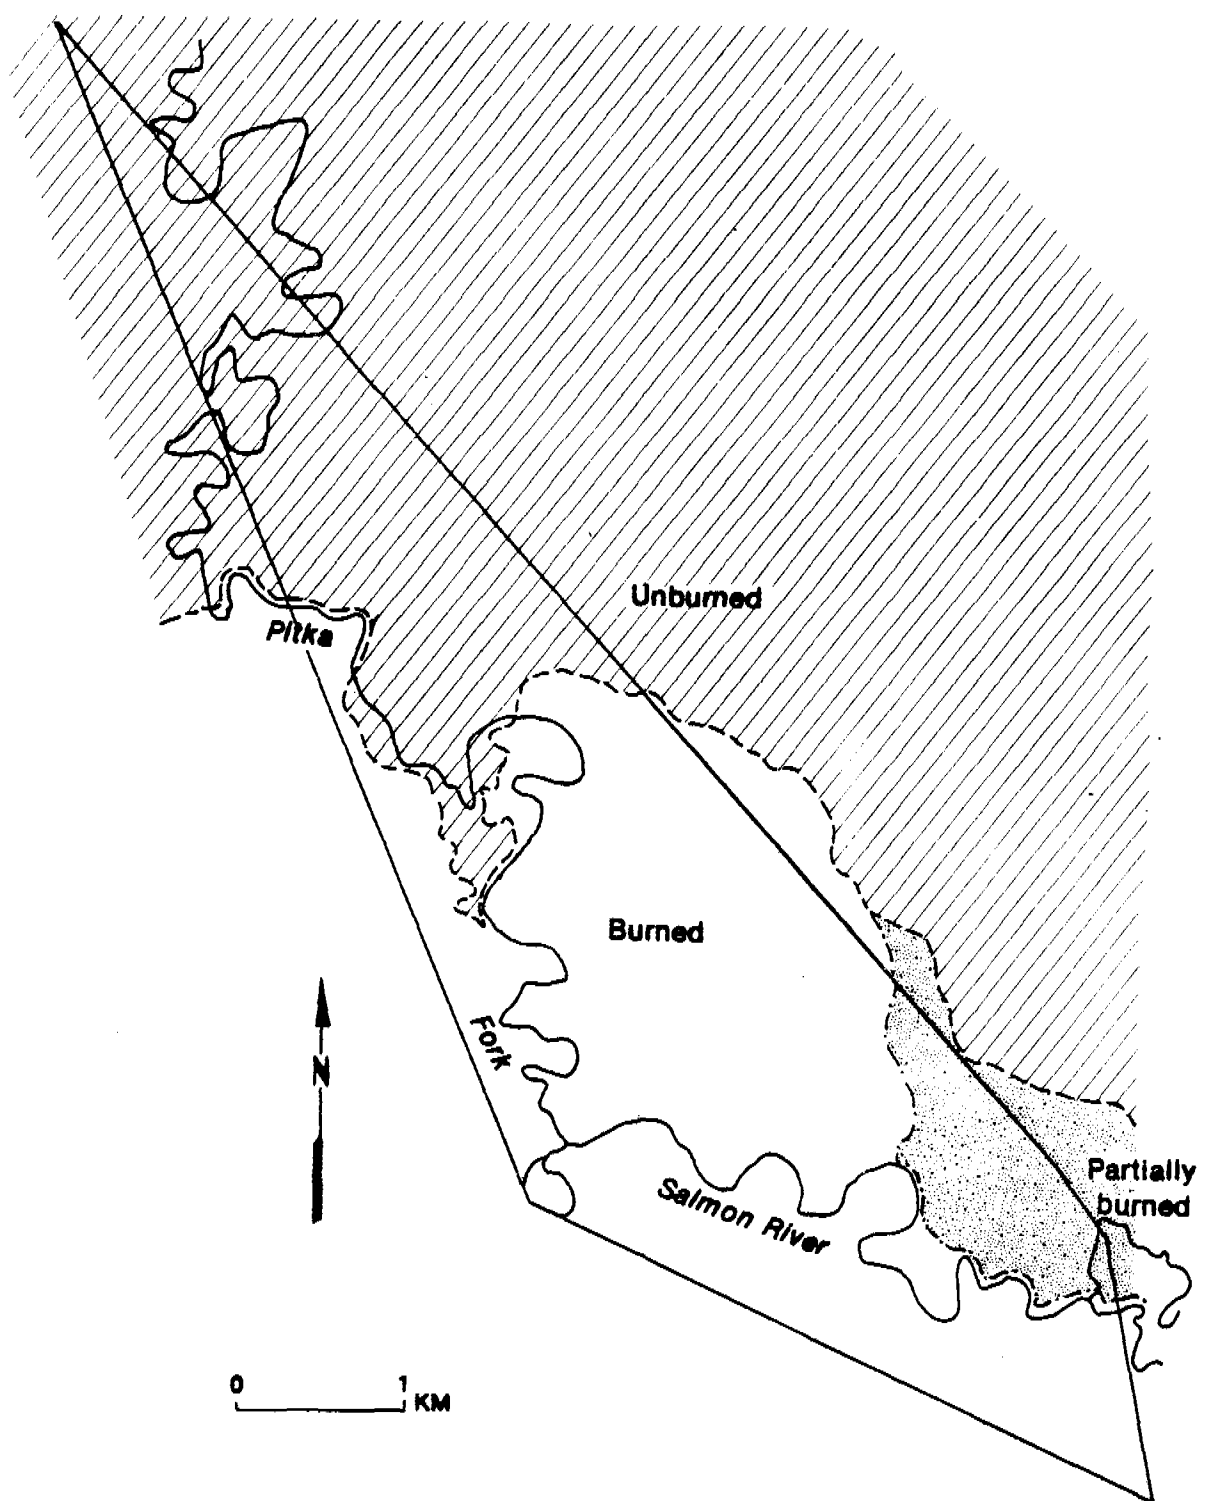 Unburned
Pitka
Burned
Fork
N
Partially
burned
Salmon River
0 1
KM